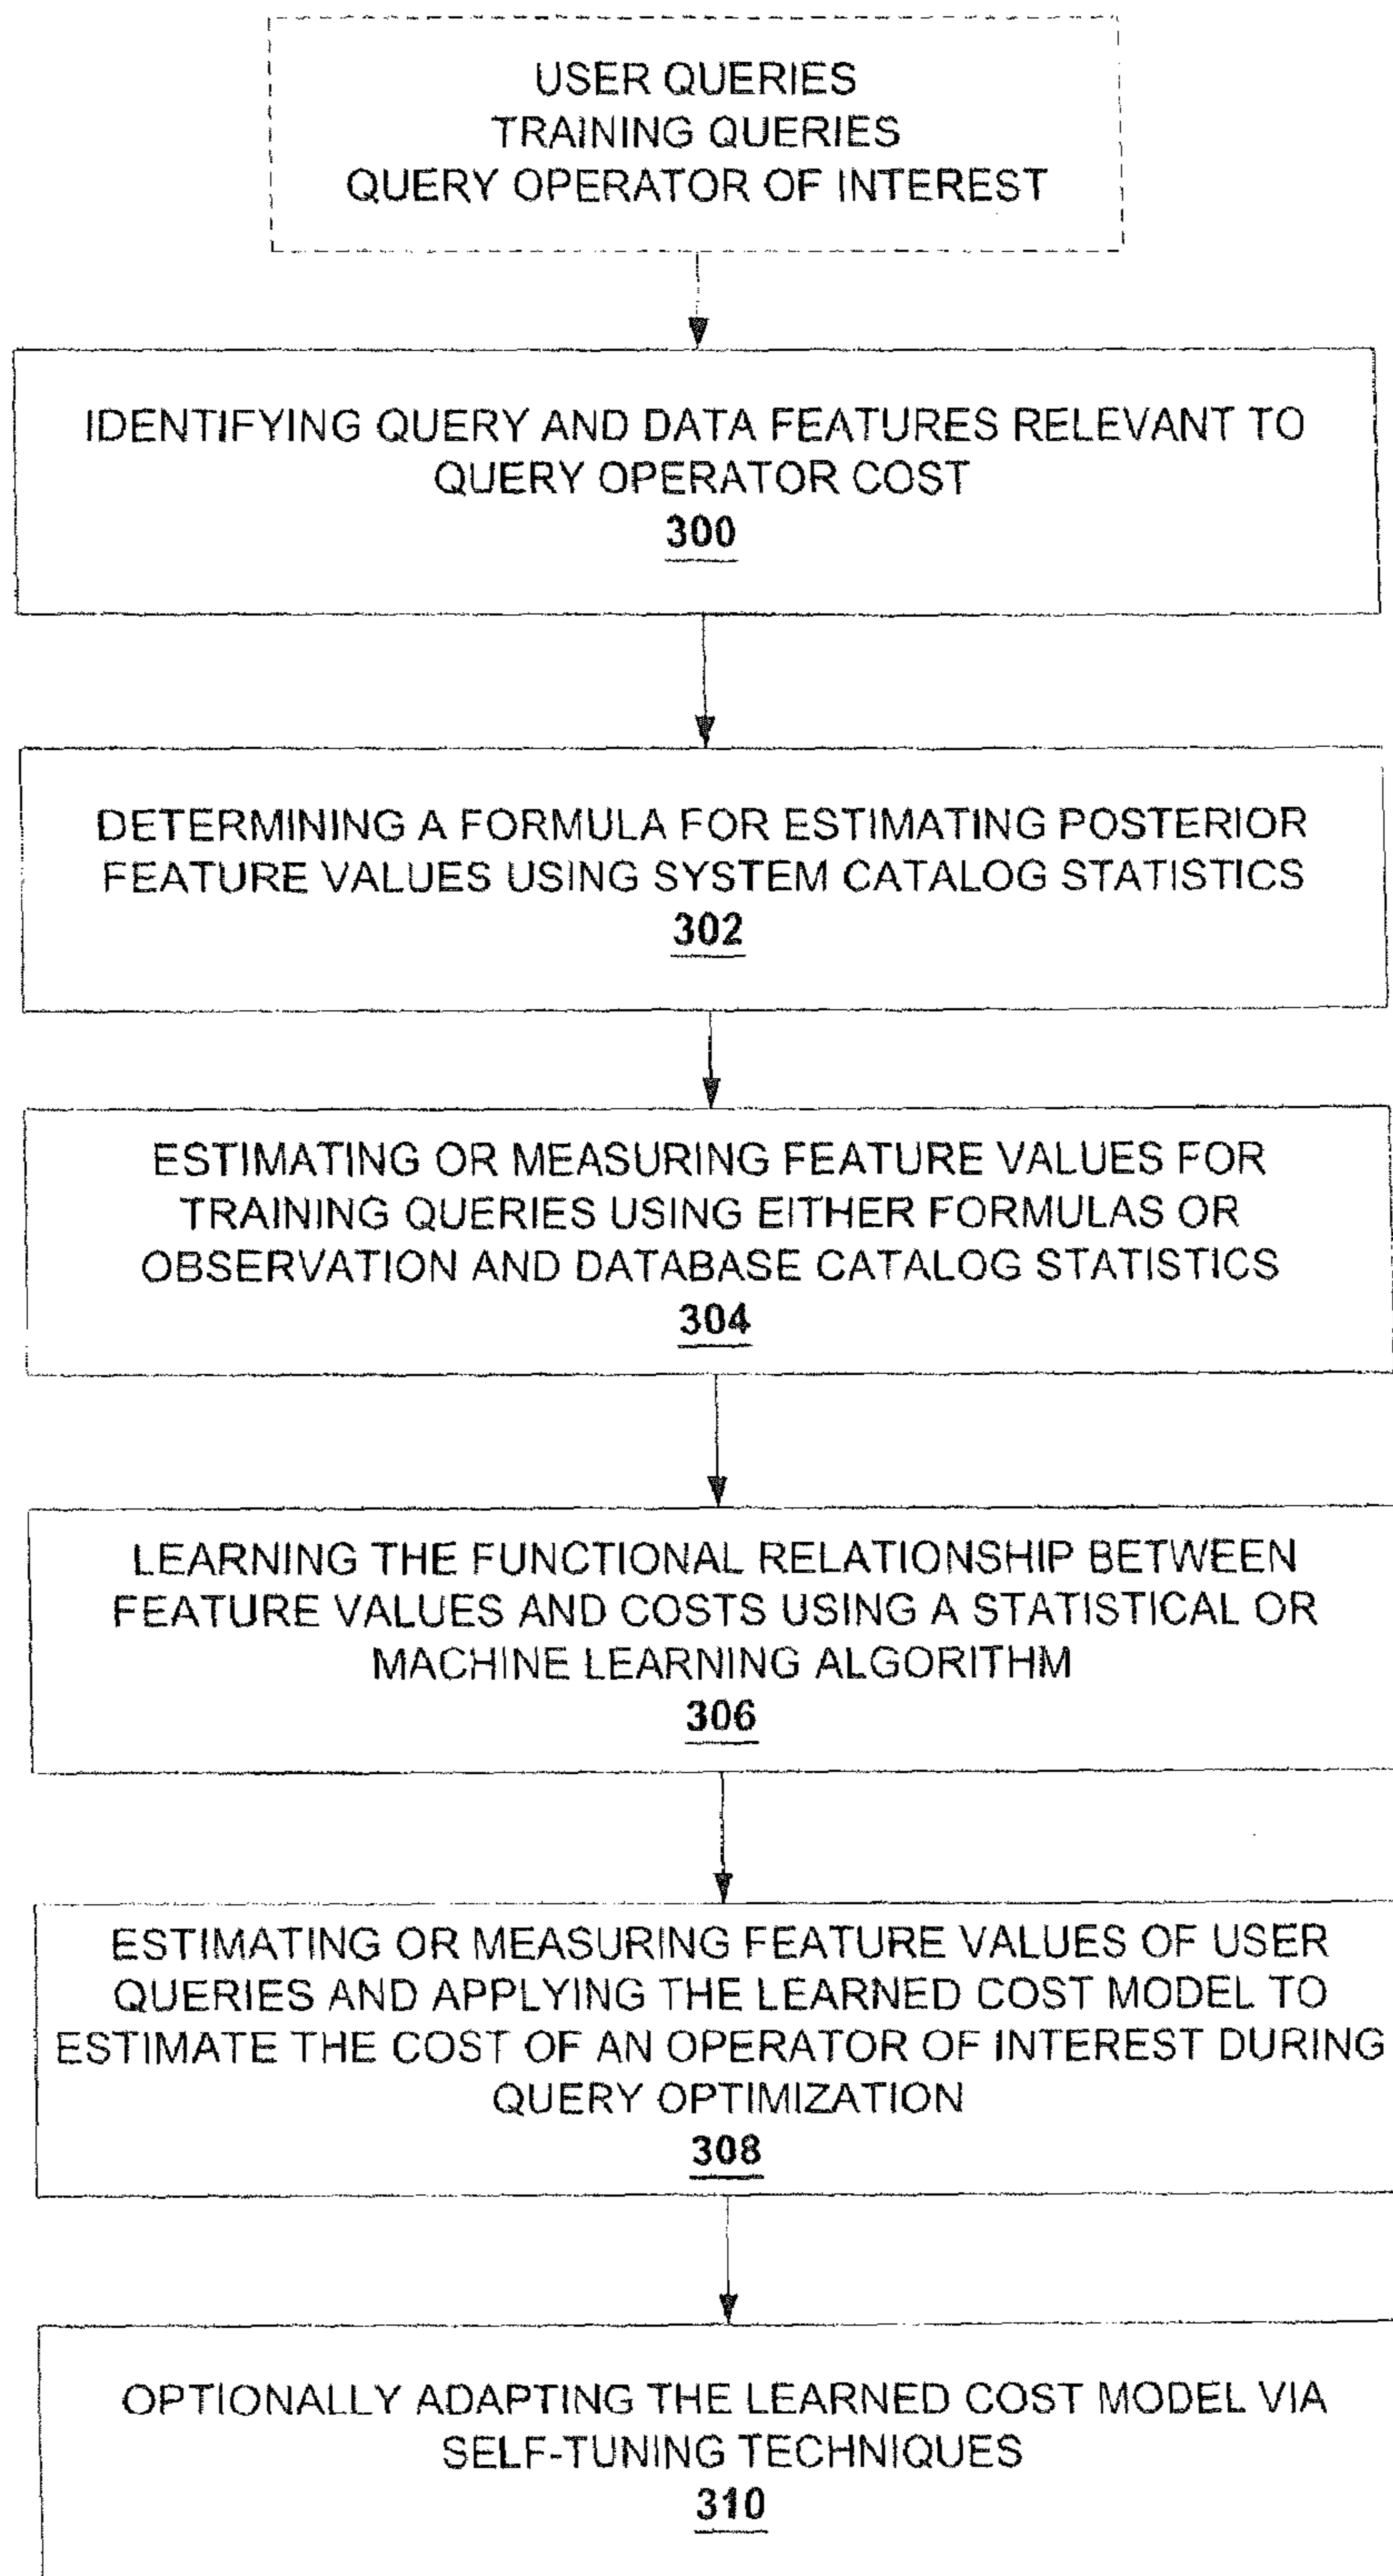 USER QUERIES
TRAINING QUERIES
QUERY OPERATOR OF INTEREST
IDENTIFYING QUERY AND DATA FEATURES RELEVANT TO
QUERY OPERATOR COST
300
DETERMINING A FORMULA FOR ESTIMATING POSTERIOR
FEATURE VALUES USING SYSTEM CATALOG STATISTICS
302
ESTIMATING OR MEASURING FEATURE VALUES FOR
TRAINING QUERIES USING EITHER FORMULAS OR
OBSERVATION AND DATABASE CATALOG STATISTICS
304
LEARNING THE FUNCTIONAL RELATIONSHIP BETWEEN
FEATURE VALUES AND COSTS USING A STATISTICAL OR
MACHINE LEARNING ALGORITHM
306
ESTIMATING OR MEASURING FEATURE VALUES OF USER
QUERIES AND APPLYING THE LEARNED COST MODEL TO
ESTIMATE THE COST OF AN OPERATOR OF INTEREST DURING
QUERY OPTIMIZATION
308
OPTIONALLY ADAPTING THE LEARNED COST MODEL VIA
SELF-TUNING TECHNIQUES
310